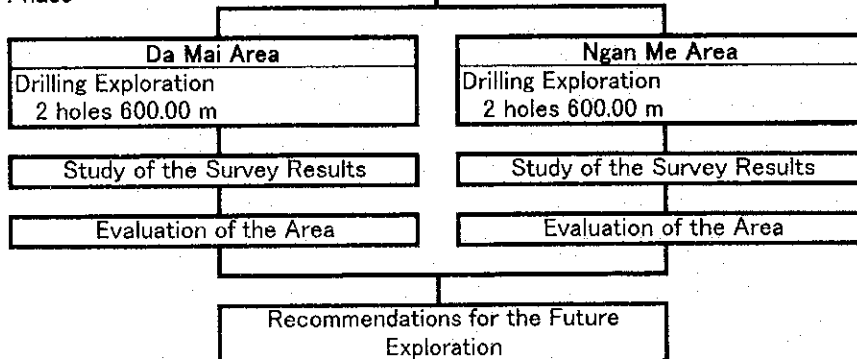 Da Mai Area
Drilling Exploration
2 holes 600.00 m
Study of the Survey Results
Evaluation of the Area
Ngan Me Area
Drilling Exploration
2 holes 600.00 m
Study of the Survey Results
Evaluation of the Area
Recommendations for the Future
Exploration